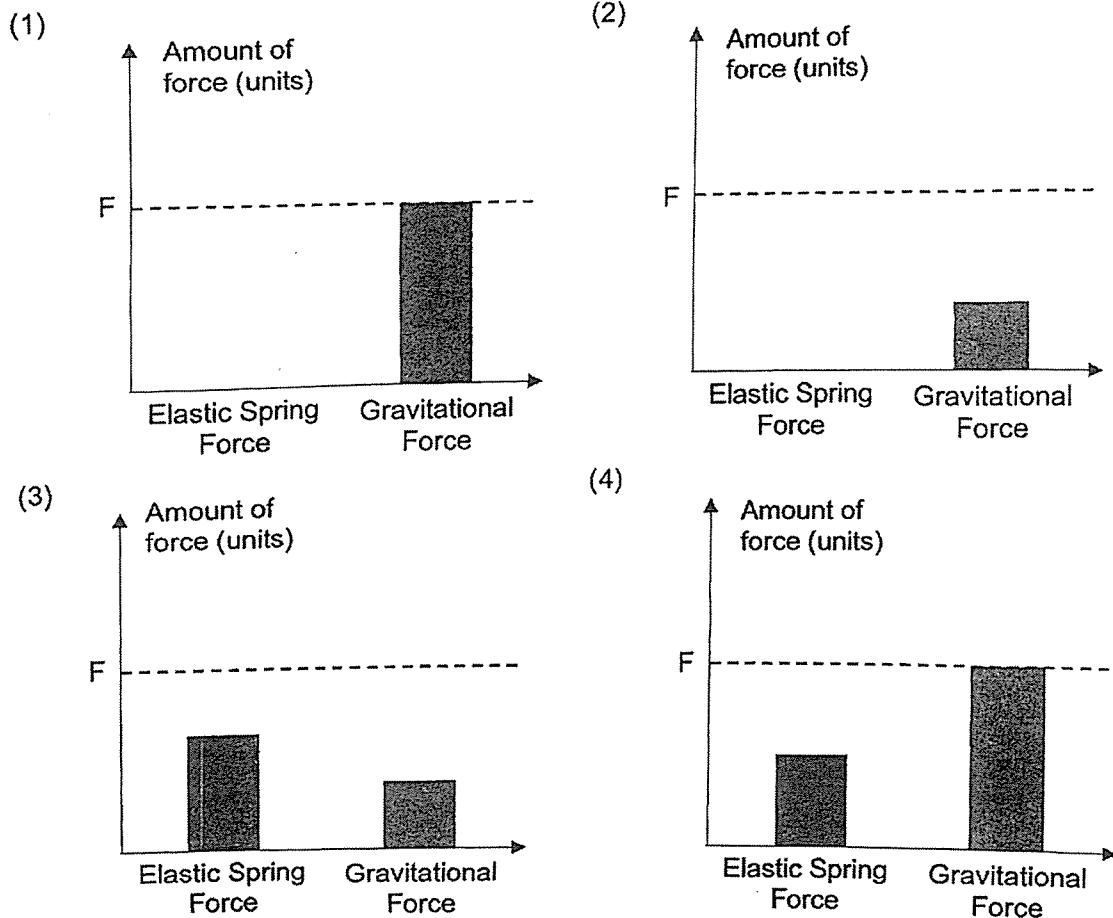 (1)
Amount of
force (units)
F
Elastic Spring
Force
Gravitational
Force
(2)
Amount of
force (units)
F
Elastic Spring
Force
Gravitational
Force
(3)
Amount of
force (units)
F
Elastic Spring
Force
Gravitational
Force
(4)
Amount of
force (units)
F
Elastic Spring
Force
Gravitational
Force